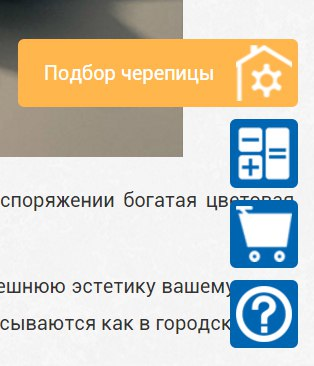 Подбор черепицы
споряжении богатая цветовая
ешнюю эстетику вашему
сываются как в городск